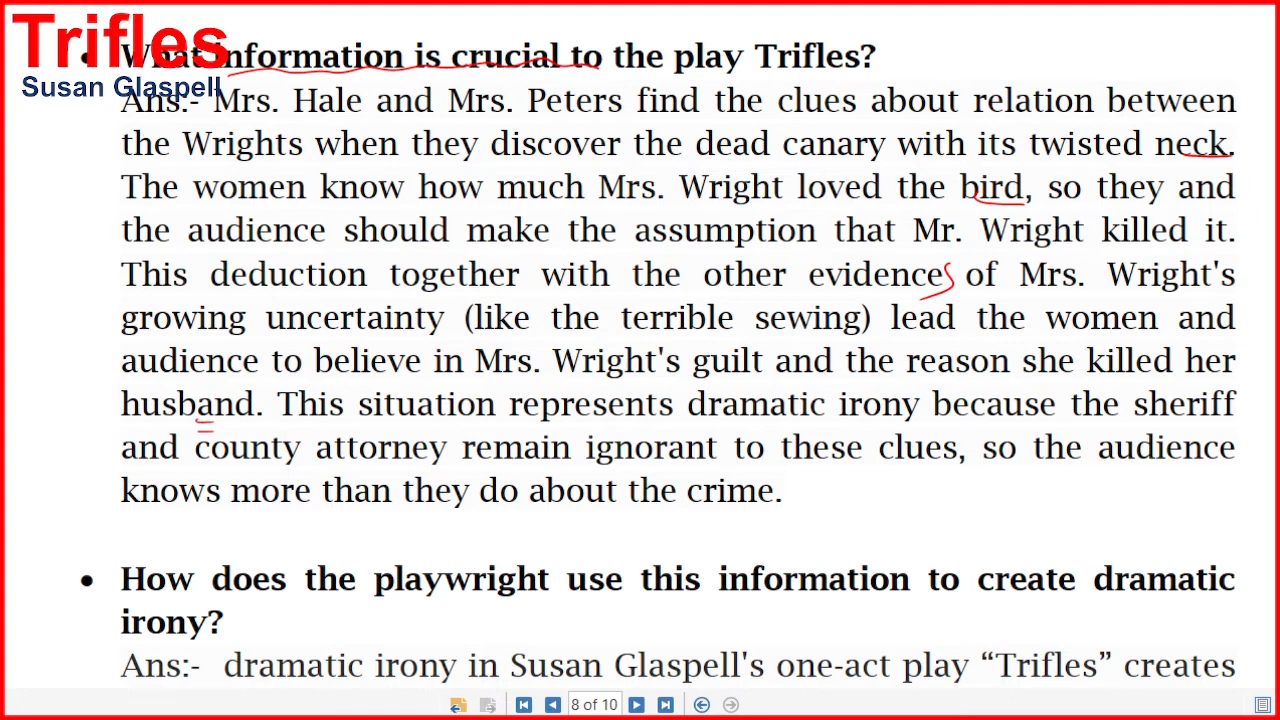 Trifles
Susan Glaspell
• What information is crucial to the play Trifles?
Ans.- Mrs. Hale and Mrs. Peters find the clues about relation between
the Wrights when they discover the dead canary with its twisted neck.
The women know how much Mrs. Wright loved the bird, so they and
the audience should make the assumption that Mr. Wright killed it.
This deduction together with the other evidences of Mrs. Wright's
growing uncertainty (like the terrible sewing) lead the women and
audience to believe in Mrs. Wright's guilt and the reason she killed her
husband. This situation represents dramatic irony because the sheriff
and county attorney remain ignorant to these clues, so the audience
knows more than they do about the crime.
• How does the playwright use this information to create dramatic
irony?
Ans:- dramatic irony in Susan Glaspell's one-act play “Trifles” creates
8 of 10